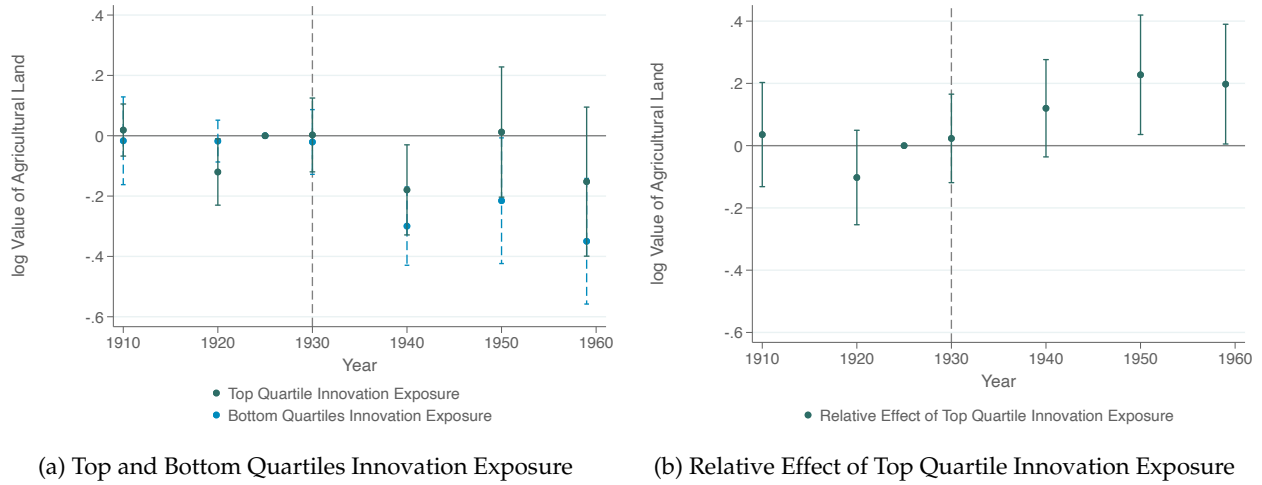 log Value of Agricultural Land
.4
.2
0
-.2
-.4
-.6
1910 1920 1930 1940 1950 1960
Year
Top Quartile Innovation Exposure
Bottom Quartiles Innovation Exposure
(a) Top and Bottom Quartiles Innovation Exposure
log Value of Agricultural Land
.4
.2
0
-.2
-.4
-.6
1910 1920 1930 1940 1950 1960
Year
Relative Effect of Top Quartile Innovation Exposure
(b) Relative Effect of Top Quartile Innovation Exposure